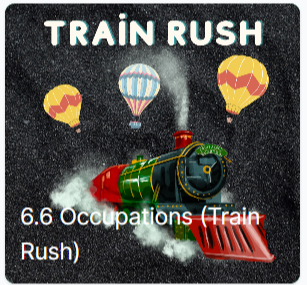 TRAİN RUSH
6.6 Occupations (Train
Rush)